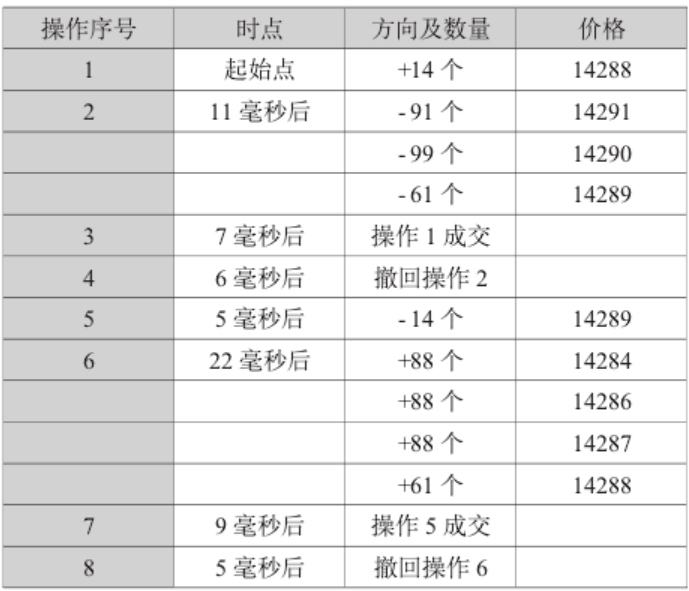 操作序号 时点 方向及数量 价格
1 起始点 +14 个 14288
2 11 毫秒后 - 91 个 14291
- 99 个 14290
- 61 个 14289
3 7 毫秒后 操作 1 成交
4 6 毫秒后 撤回操作 2
5 5 毫秒后 - 14 个 14289
6 22 毫秒后 +88 个 14284
+88 个 14286
+88 个 14287
+61 个 14288
7 9 毫秒后 操作 5 成交
8 5 毫秒后 撤回操作 6